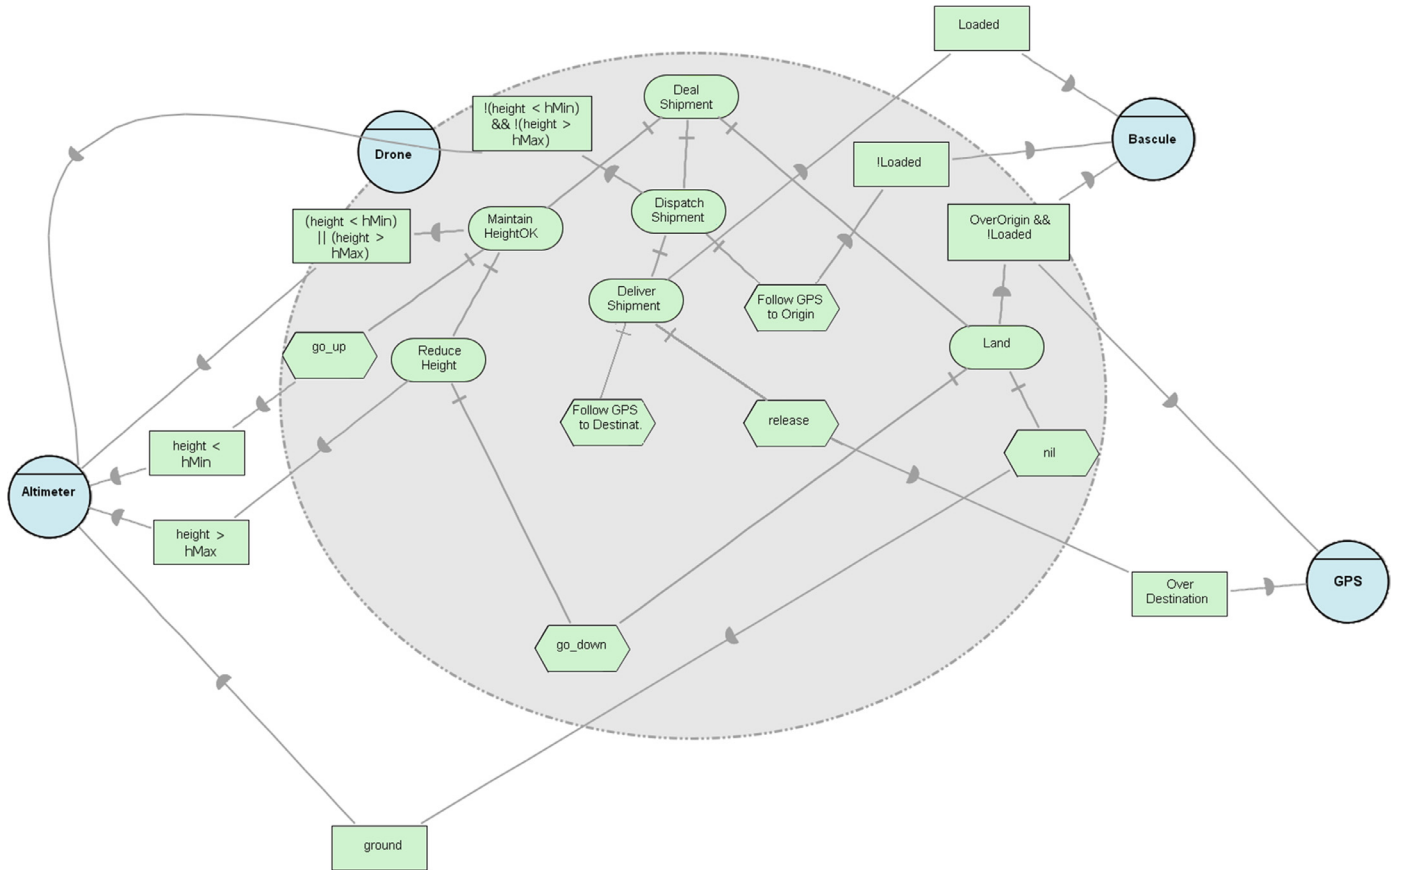 Loaded
Deal
Shipment
!(height < hMin)
&& !(height >
hMax)
Drone
Bascule
!Loaded
Dispatch
Shipment
Maintain
HeightOK
(height < hMin)
|| (height >
hMax)
OverOrigin &&
!Loaded
Deliver
Shipment
Follow GPS
to Origin
go_up
Reduce
Height
Land
Follow GPS
to Destinat.
release
height <
hMin
nil
Altimeter
height >
hMax
Over
Destination
GPS
go_down
ground